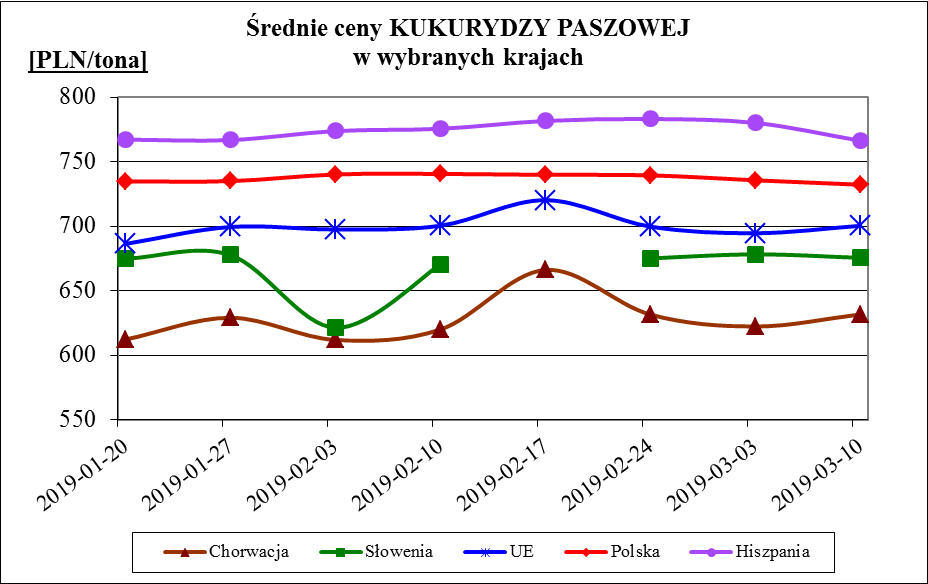 Średnie ceny KUKURYDZY PASZOWEJ
w wybranych krajach
[PLN/tona]
800
750
700
650
600
550
2019-01-20
2019-01-27
2019-02-03
2019-02-10
2019-02-17
2019-02-24
2019-03-03
2019-03-10
Chorwacja
Słowenia
UE
Polska
Hiszpania